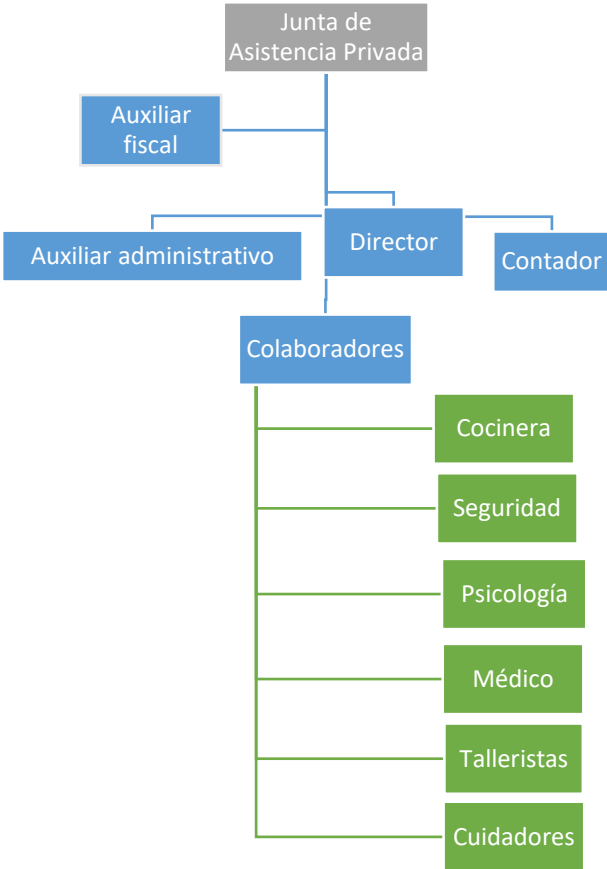 Junta de
Asistencia Privada
Auxiliar
fiscal
Auxiliar administrativo
Director
Contador
Colaboradores
Cocinera
Seguridad
Psicología
Médico
Talleristas
Cuidadores